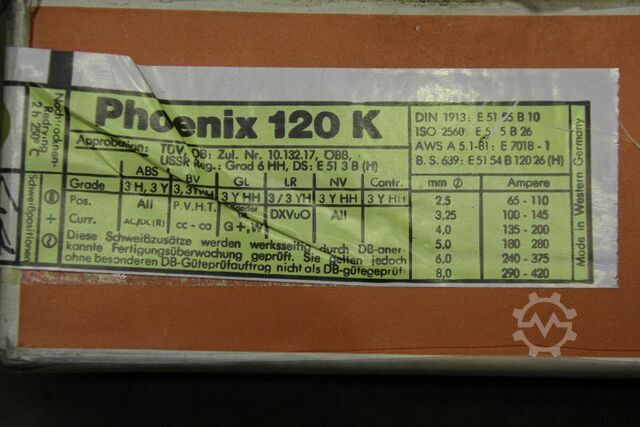 Phoenix 120 K
Approbation: TÜV, DB: Zul. Nr. 10.132.17, ÖBB,
USSR Reg.: Grad 6 HH, DS: E 51 3 B (H)
ABS BV GL LR NV Contr.
Grade 3 H, 3 Y 3 Y HH 3/3 YH 3 Y HH 3 Y HH
Pos. All P.V.H.T. DXVuO All
Curr. AC/DC (R) cc - ca G+, W
Diese Schweißzusätze werden werksseitig durch DB-aner-
kannte Fertigungsüberwachung geprüft. Sie gelten jedoch
ohne besonderen DB-Güteprüfauftrag nicht als DB-gütegeprüft.
DIN 1913: E 51 55 B 10
ISO 2560: B 26
AWS A 5.1-81: E 7018 - 1
B. S. 639: E 51 54 B 120 26 (H)
mm Ø Ampere
2,5 65 - 110
3,25 100 - 145
4,0 135 - 200
5,0 180 - 280
6,0 240 - 375
8,0 290 - 420
Made in Western Germany
Nachtrocknen-
Redrying
2 h 250° C
Schweißpositionen